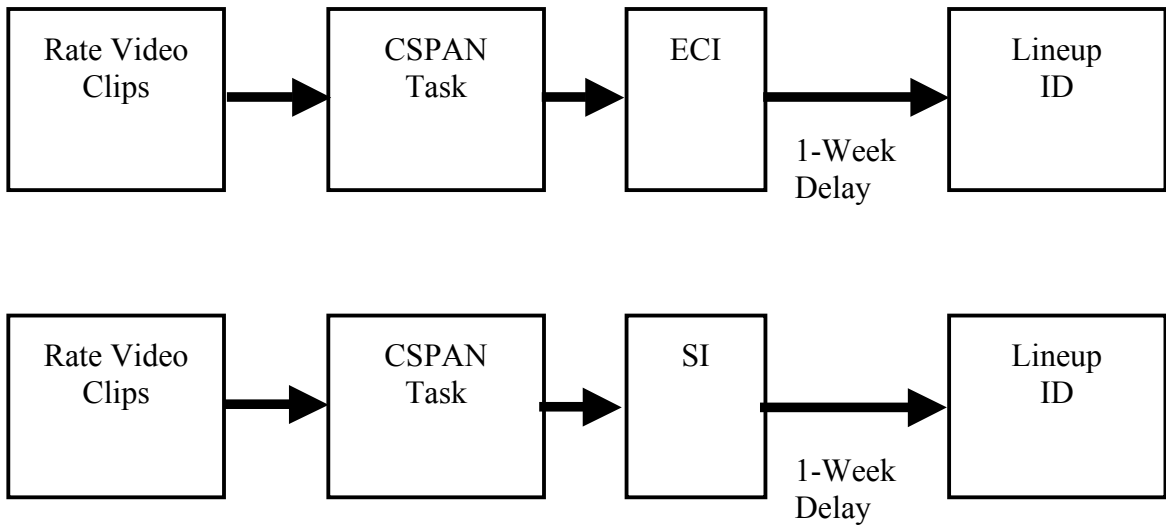 Rate Video
Clips
CSPAN
Task
ECI
1-Week
Delay
Lineup
ID
Rate Video
Clips
CSPAN
Task
SI
1-Week
Delay
Lineup
ID